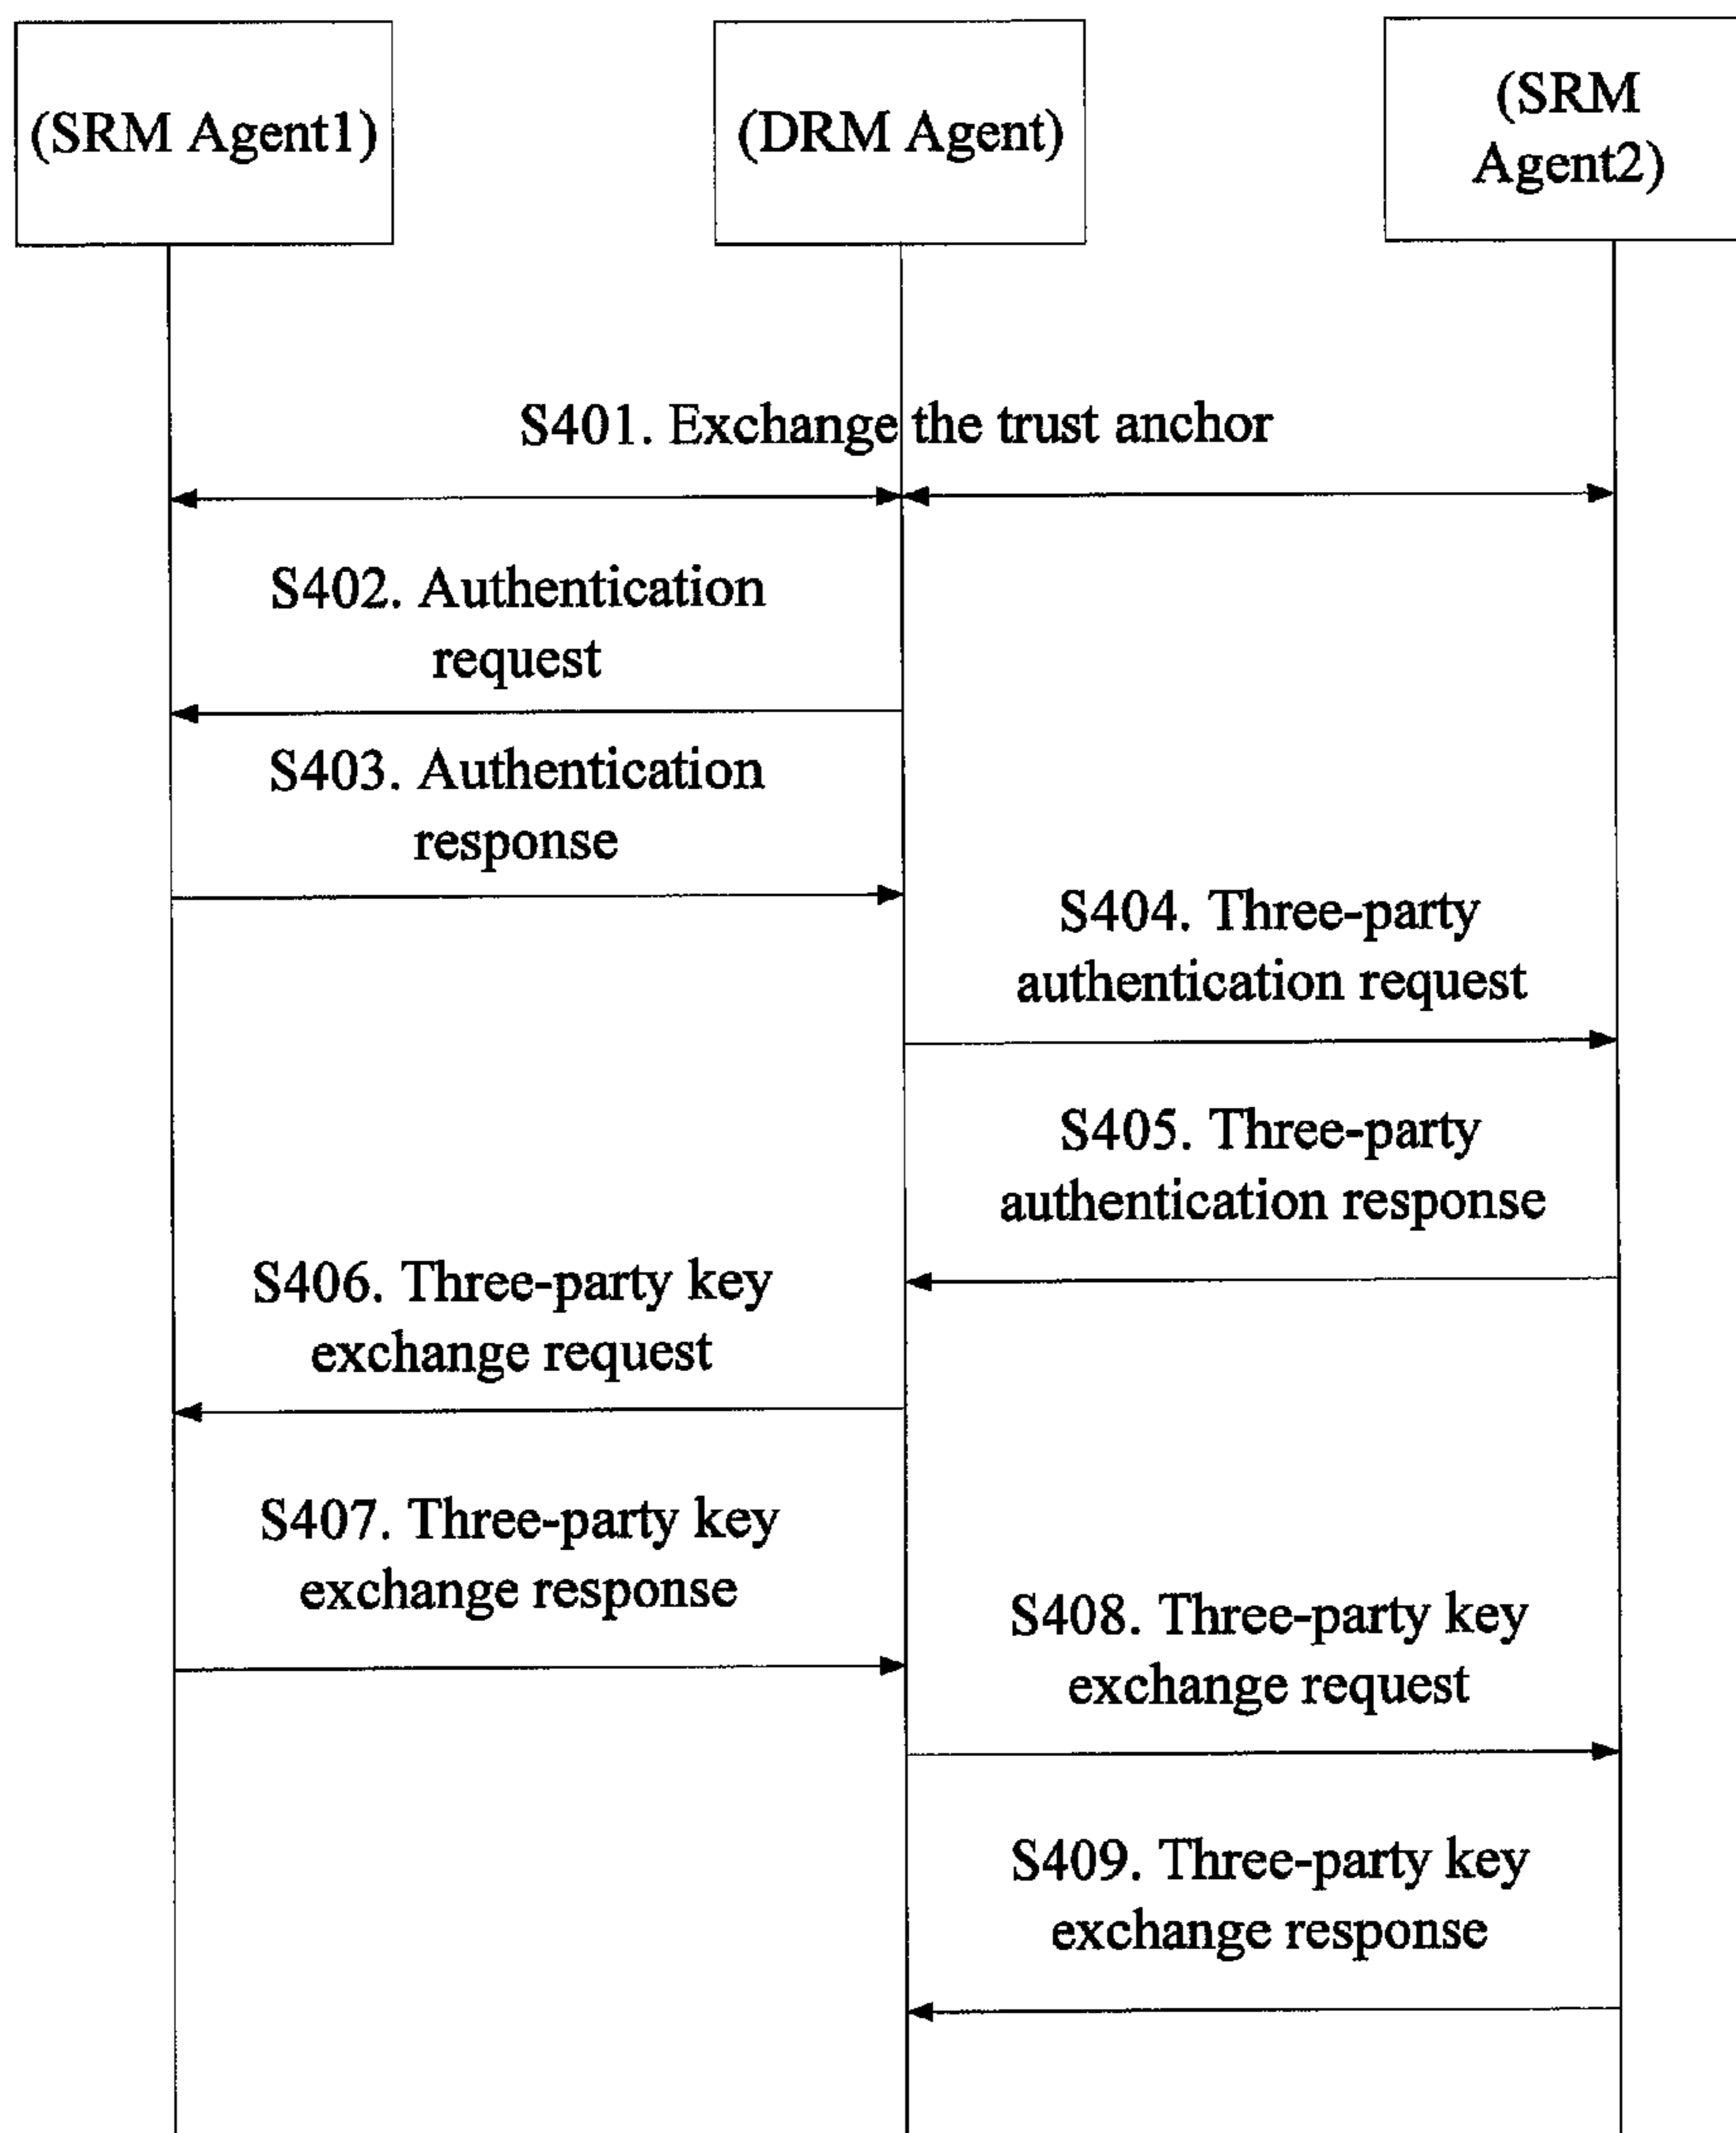 (SRM Agent1)
(DRM Agent)
(SRM
Agent2)
S401. Exchange the trust anchor
S402. Authentication
request
S403. Authentication
response
S404. Three-party
authentication request
S405. Three-party
authentication response
S406. Three-party key
exchange request
S407. Three-party key
exchange response
S408. Three-party key
exchange request
S409. Three-party key
exchange response